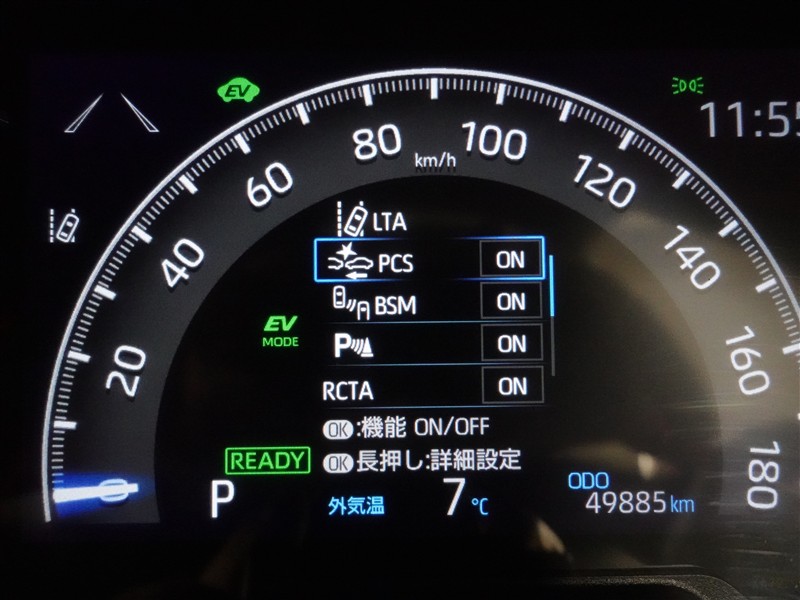 EV
11:55
80
100
km/h
60
120
40
140
20
160
0
180
LTA
PCS ON
BSM ON
P ON
RCTA ON
EV
MODE
OK:機能 ON/OFF
OK長押し:詳細設定
READY
P
外気温 7℃
ODO
49885km